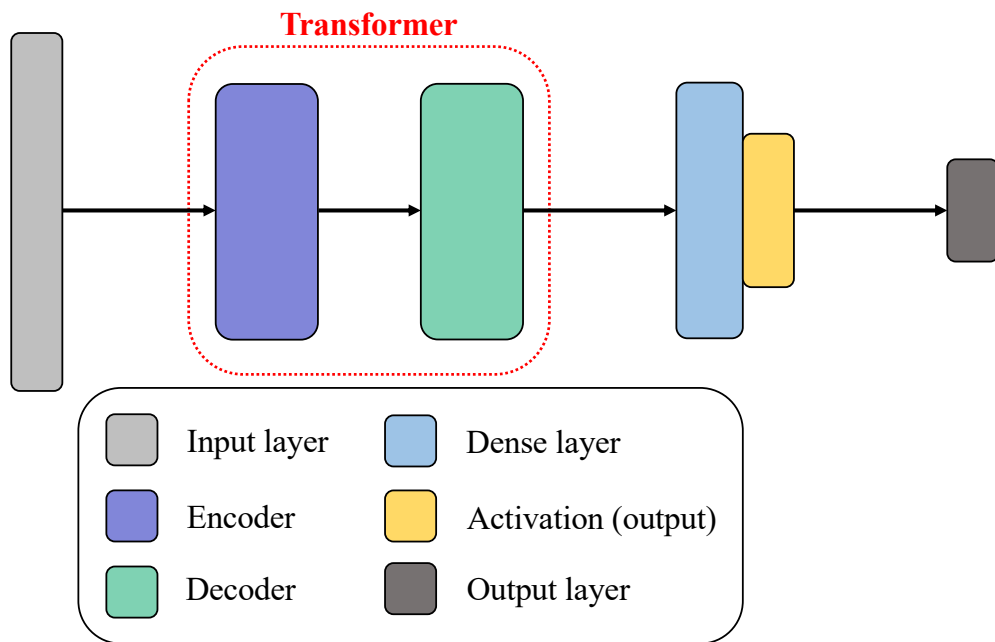 Transformer
Input layer
Dense layer
Encoder
Activation (output)
Decoder
Output layer